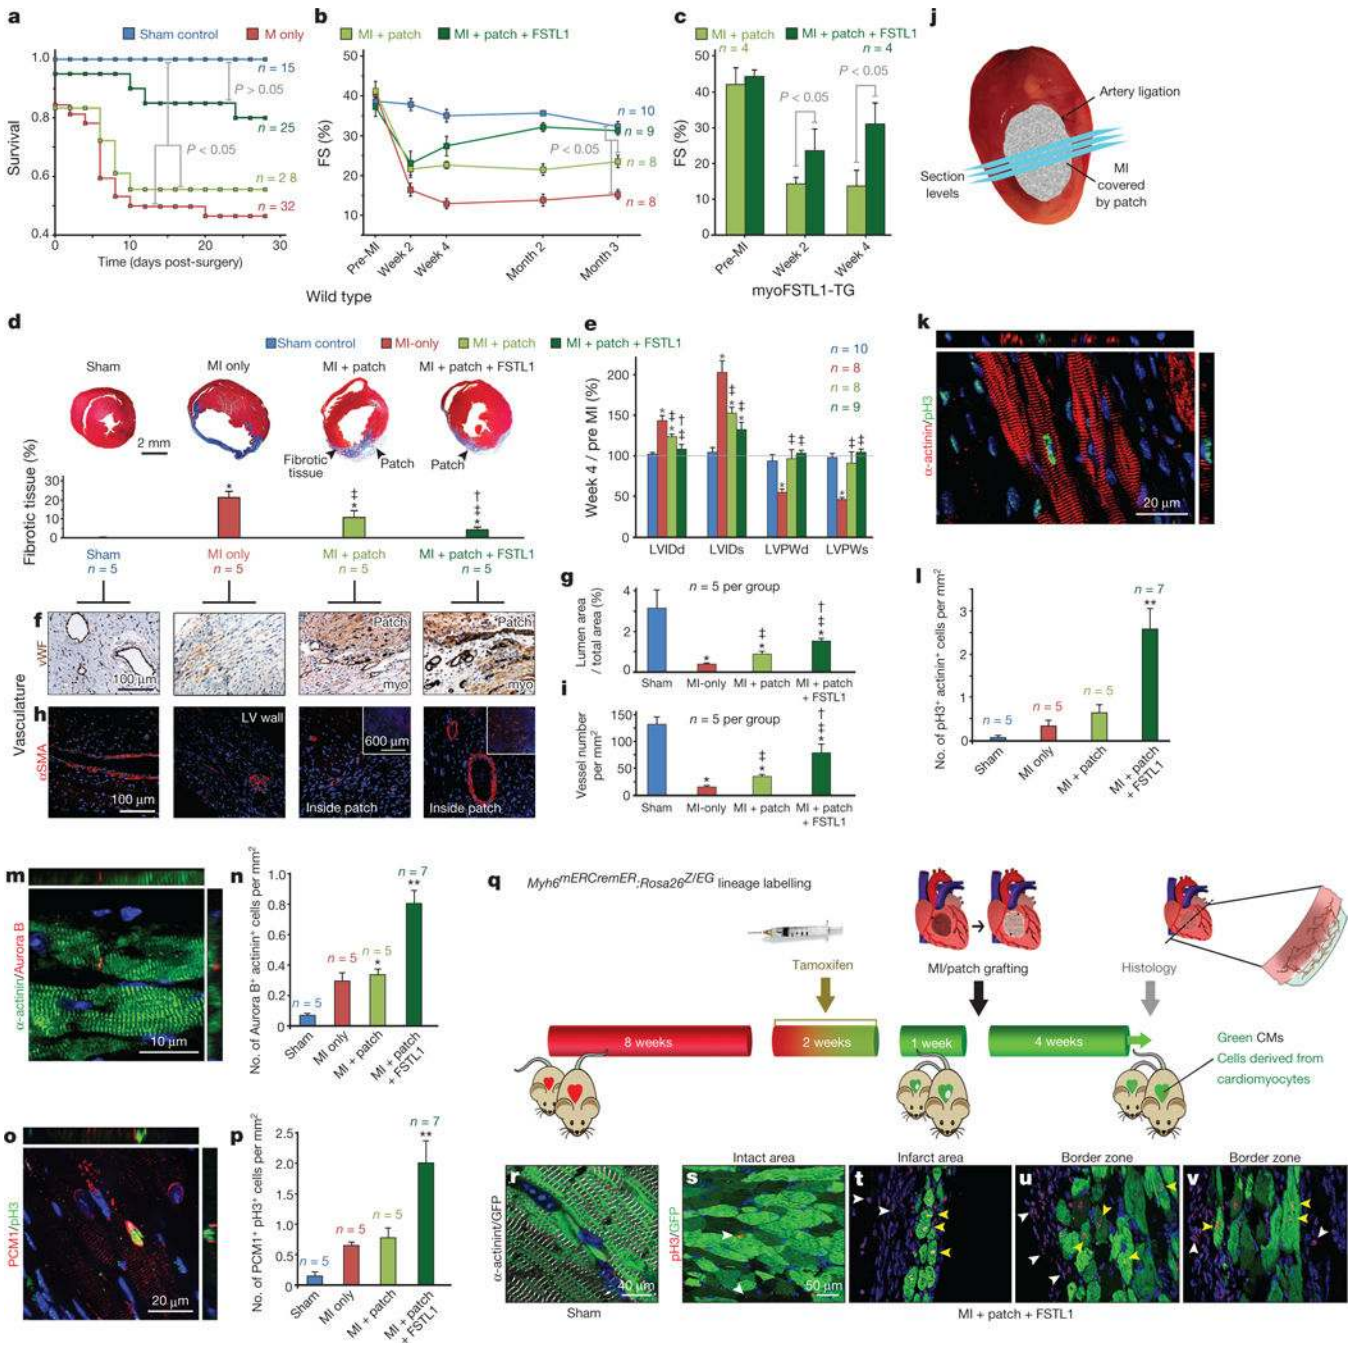 a
Sham control
M only
Survival
1.0
0.8
0.6
0.4
n = 15
P > 0.05
n = 25
P < 0.05
n = 2 8
n = 32
0 10 20 30
Time (days post-surgery)
b
MI + patch
MI + patch + FSTL1
FS (%)
50
40
30
20
10
n = 10
n = 9
P < 0.05
n = 8
n = 8
Pre-MI
Week 2
Week 4
Month 2
Month 3
Wild type
c
MI + patch
n = 4
MI + patch + FSTL1
n = 4
FS (%)
50
40
30
20
10
0
P < 0.05
P < 0.05
Pre-MI
Week 2
Week 4
myoFSTL1-TG
j
Artery ligation
Section
levels
MI
covered
by patch
d
Sham control
MI-only
MI + patch
MI + patch + FSTL1
Sham
MI only
MI + patch
MI + patch + FSTL1
2 mm
Fibrotic
tissue
Patch
Patch
Fibrotic tissue (%)
30
20
10
0
*
‡
*
†
‡
*
Sham
n = 5
MI only
n = 5
MI + patch
n = 5
MI + patch + FSTL1
n = 5
e
Week 4 / pre MI (%)
200
150
100
50
0
n = 10
n = 8
n = 8
n = 9
LVIDd
LVIDs
LVPWd
LVPWs
k
α-actinin/pH3
20 µm
Vasculature
f
vWF
100 µm
Patch
myo
Patch
myo
h
αSMA
100 µm
LV wall
600 µm
Inside patch
Inside patch
g
n = 5 per group
Lumen area
/ total area (%)
4
2
0
*
‡
*
†
‡
*
Sham
MI-only
MI + patch
MI + patch
+ FSTL1
i
n = 5 per group
Vessel number
per mm2
150
100
50
0
*
‡
*
†
‡
*
Sham
MI-only
MI + patch
MI + patch
+ FSTL1
l
No. of pH3+ actinin+ cells per mm2
3
2
1
0
n = 5
n = 5
n = 5
n = 7
**
Sham
MI only
MI + patch
MI + patch
+ FSTL1
m
α-actinin/Aurora B
10 µm
n
No. of Aurora B+ actinin+ cells per mm2
1.0
0.8
0.6
0.4
0.2
0
n = 5
n = 5
n = 5
*
n = 7
**
Sham
MI only
MI + patch
MI + patch
+ FSTL1
o
PCM1/pH3
20 µm
p
No. of PCM1+ pH3+ cells per mm2
2.5
2.0
1.5
1.0
0.5
0
n = 5
n = 5
n = 5
n = 7
**
Sham
MI only
MI + patch
MI + patch
+ FSTL1
q
Myh6mERCremER;Rosa26Z/EG lineage labelling
Tamoxifen
MI/patch grafting
Histology
8 weeks
2 weeks
1 week
4 weeks
Green CMs
Cells derived from
cardiomyocytes
r
α-actinint/GFP
40 µm
Sham
Intact area
s
pH3/GFP
50 µm
Infarct area
t
Border zone
u
Border zone
v
MI + patch + FSTL1